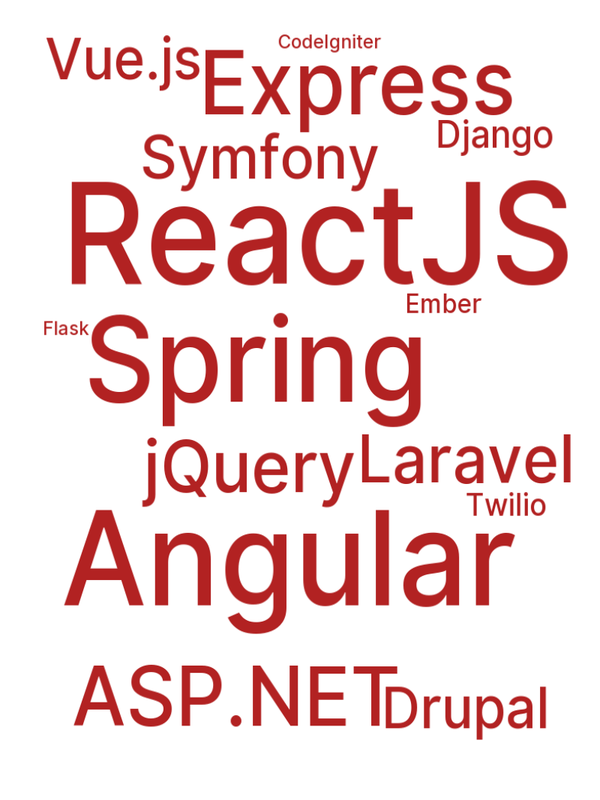 CodeIgniter
Vue.js
Express
Django
Symfony
ReactJS
Ember
Flask
Spring
jQuery
Laravel
Twilio
Angular
ASP.NET
Drupal